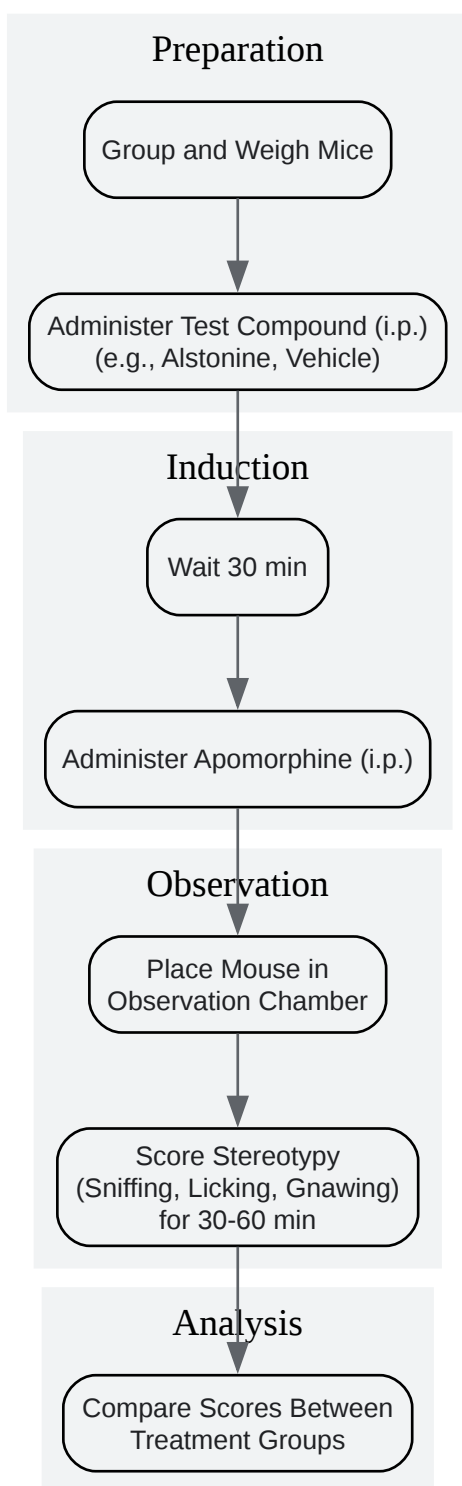 Preparation
Group and Weigh Mice
Administer Test Compound (i.p.)
(e.g., Alstonine, Vehicle)
Induction
Wait 30 min
Administer Apomorphine (i.p.)
Observation
Place Mouse in
Observation Chamber
Score Stereotypy
(Sniffing, Licking, Gnawing)
for 30-60 min
Analysis
Compare Scores Between
Treatment Groups